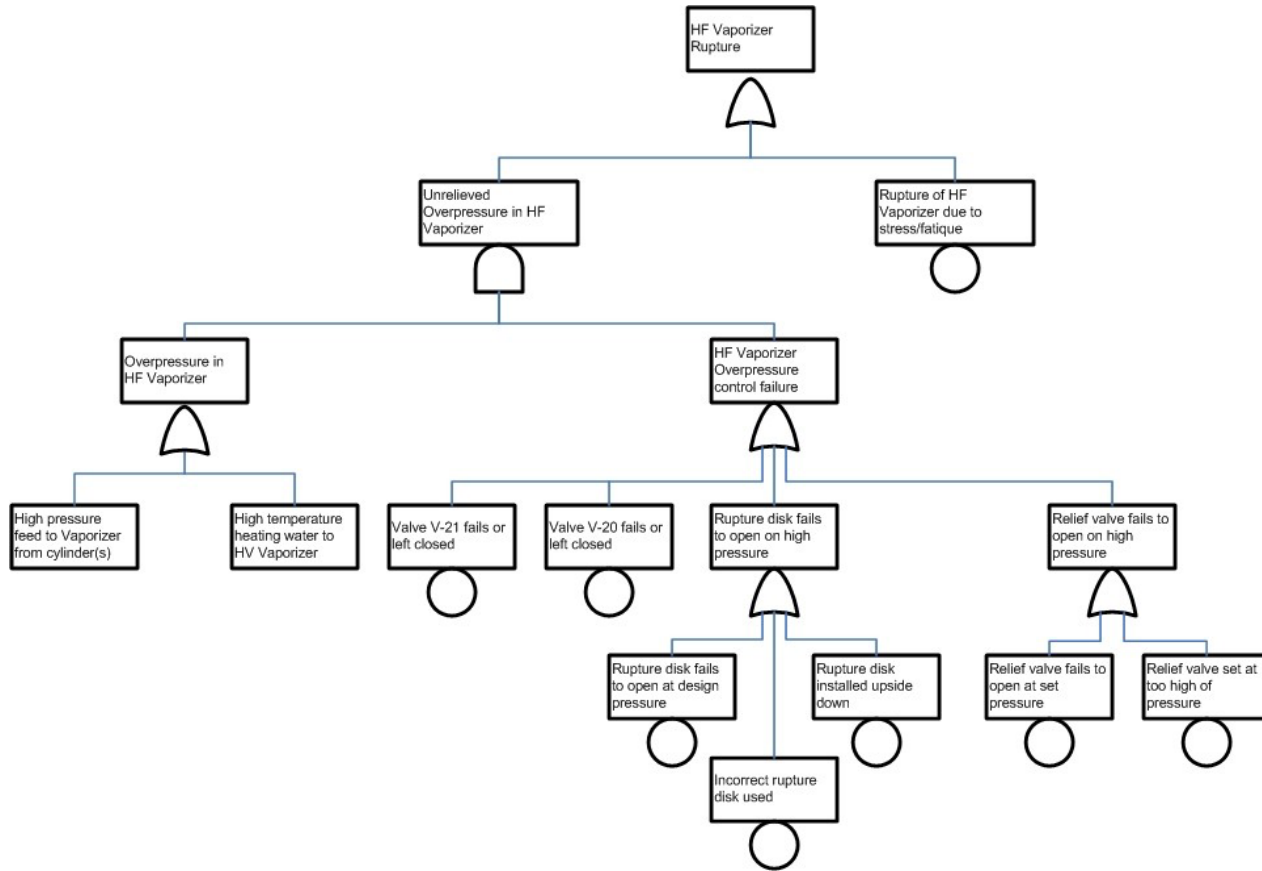 HF Vaporizer
Rupture
Unrelieved
Overpressure in HF
Vaporizer
Rupture of HF
Vaporizer due to
stress/fatique
Overpressure in
HF Vaporizer
HF Vaporizer
Overpressure
control failure
High pressure
feed to Vaporizer
from cylinder(s)
High temperature
heating water to
HV Vaporizer
Valve V-21 fails or
left closed
Valve V-20 fails or
left closed
Rupture disk fails
to open on high
pressure
Relief valve fails to
open on high
pressure
Rupture disk fails
to open at design
pressure
Rupture disk
installed upside
down
Relief valve fails to
open at set
pressure
Relief valve set at
too high of
pressure
Incorrect rupture
disk used